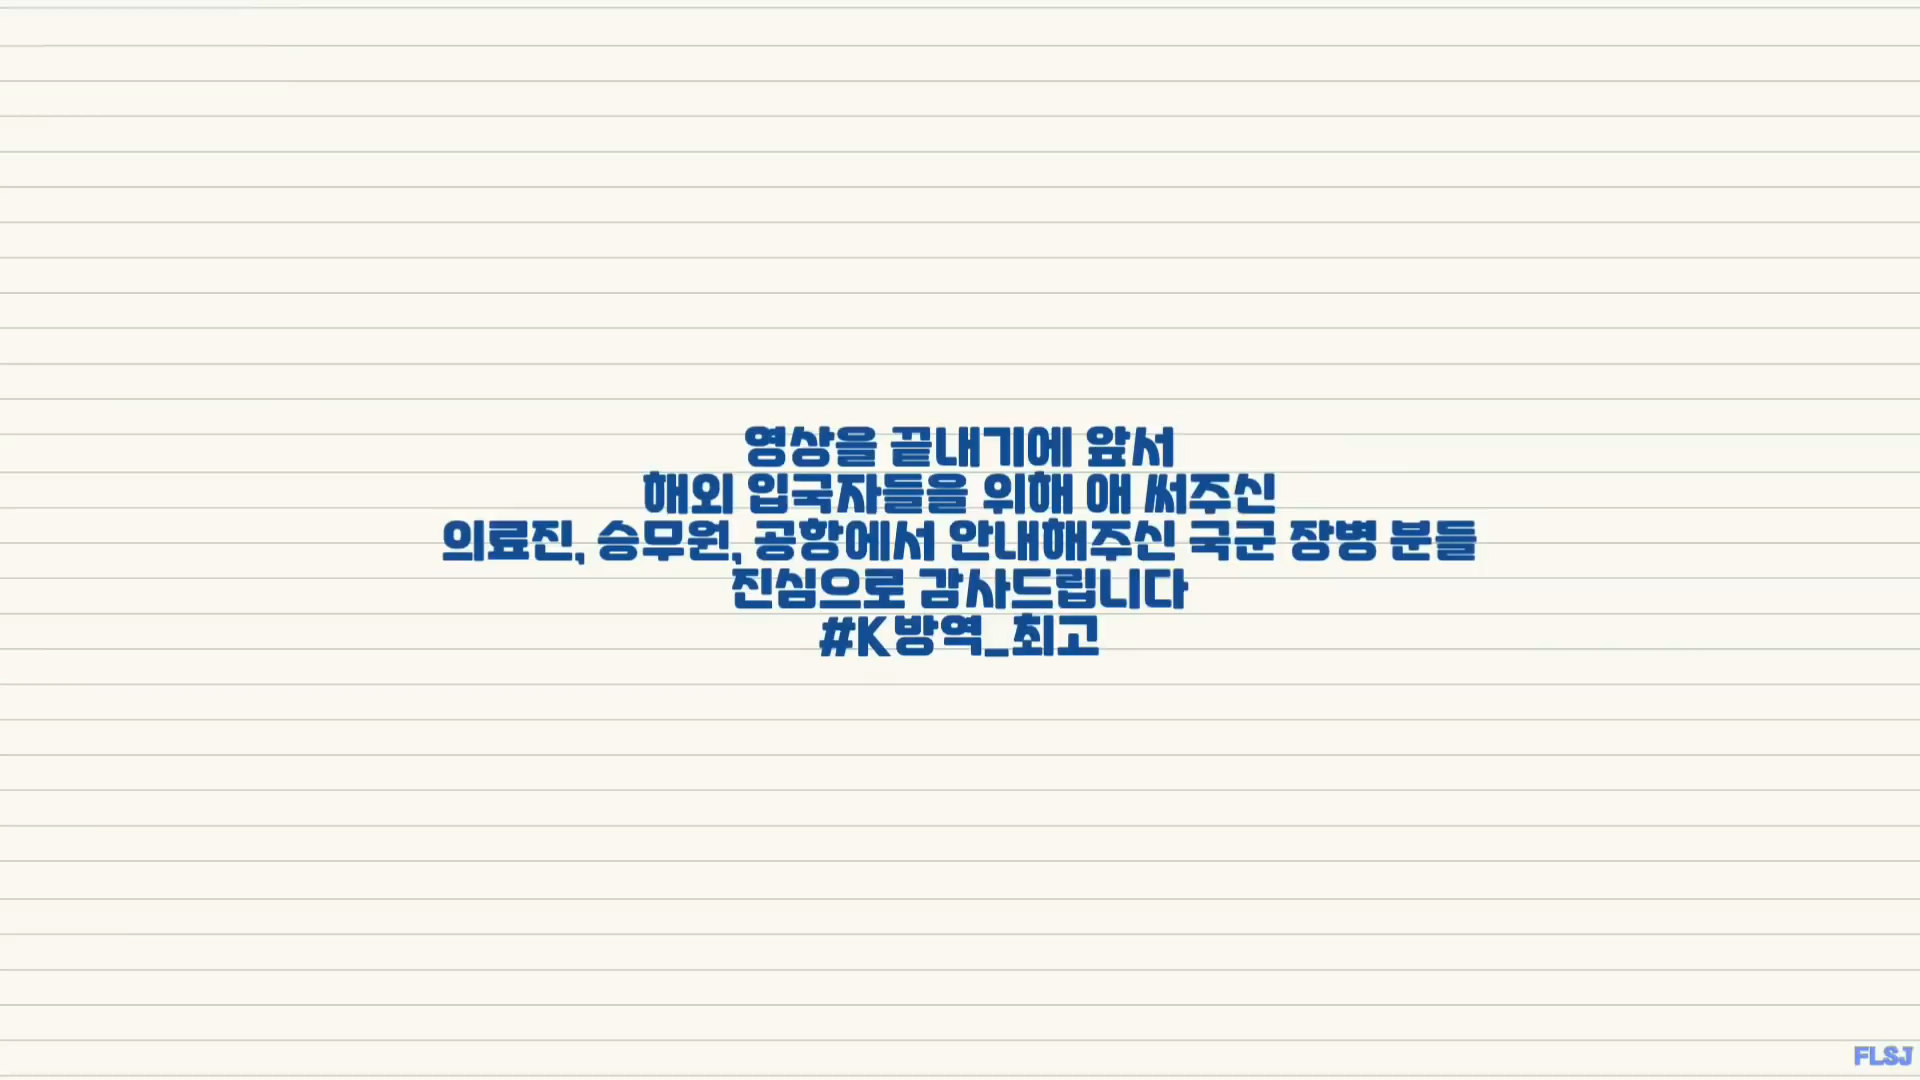 영상을 끝내기에 앞서
해외 입국자들을 위해 애 써주신
의료진, 승무원, 공항에서 안내해주신 국군 장병 분들
진심으로 감사드립니다
#K방역_최고
FLSJ